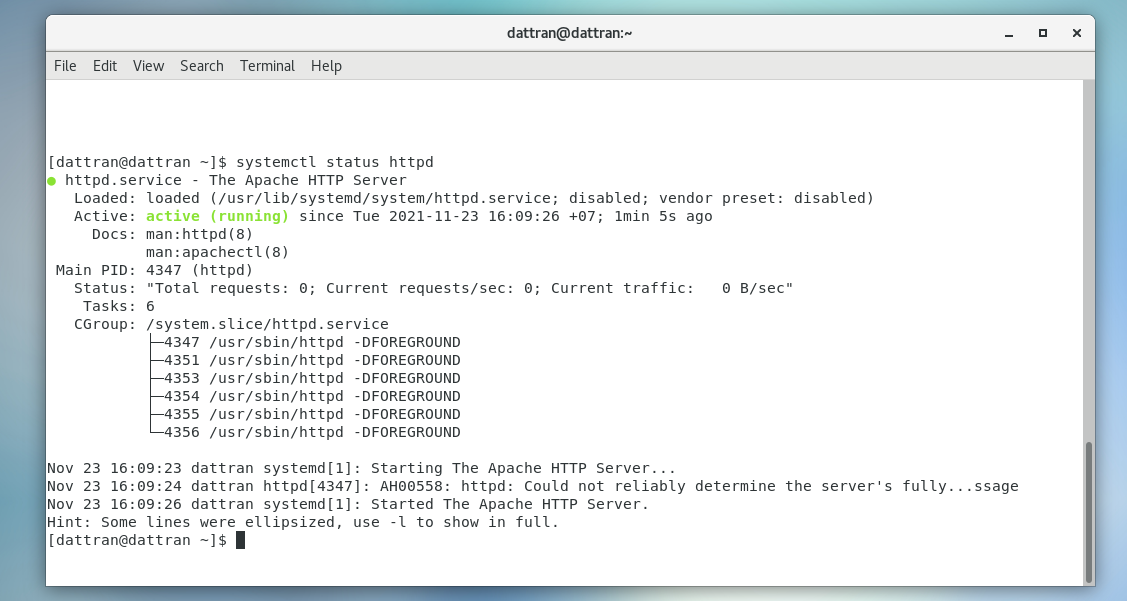 dattran@dattran:~
File Edit View Search Terminal Help
[dattran@dattran ~]$ systemctl status httpd
● httpd.service - The Apache HTTP Server
   Loaded: loaded (/usr/lib/systemd/system/httpd.service; disabled; vendor preset: disabled)
   Active: active (running) since Tue 2021-11-23 16:09:26 +07; 1min 5s ago
     Docs: man:httpd(8)
           man:apachectl(8)
 Main PID: 4347 (httpd)
   Status: "Total requests: 0; Current requests/sec: 0; Current traffic:   0 B/sec"
    Tasks: 6
   CGroup: /system.slice/httpd.service
           ├─4347 /usr/sbin/httpd -DFOREGROUND
           ├─4351 /usr/sbin/httpd -DFOREGROUND
           ├─4353 /usr/sbin/httpd -DFOREGROUND
           ├─4354 /usr/sbin/httpd -DFOREGROUND
           ├─4355 /usr/sbin/httpd -DFOREGROUND
           └─4356 /usr/sbin/httpd -DFOREGROUND
Nov 23 16:09:23 dattran systemd[1]: Starting The Apache HTTP Server...
Nov 23 16:09:24 dattran httpd[4347]: AH00558: httpd: Could not reliably determine the server's fully...ssage
Nov 23 16:09:26 dattran systemd[1]: Started The Apache HTTP Server.
Hint: Some lines were ellipsized, use -l to show in full.
[dattran@dattran ~]$